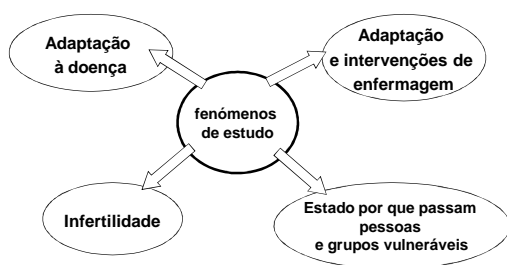 Adaptação
à doença
Adaptação
e intervenções de
enfermagem
fenómenos
de estudo
Infertilidade
Estado por que passam
pessoas
e grupos vulneráveis